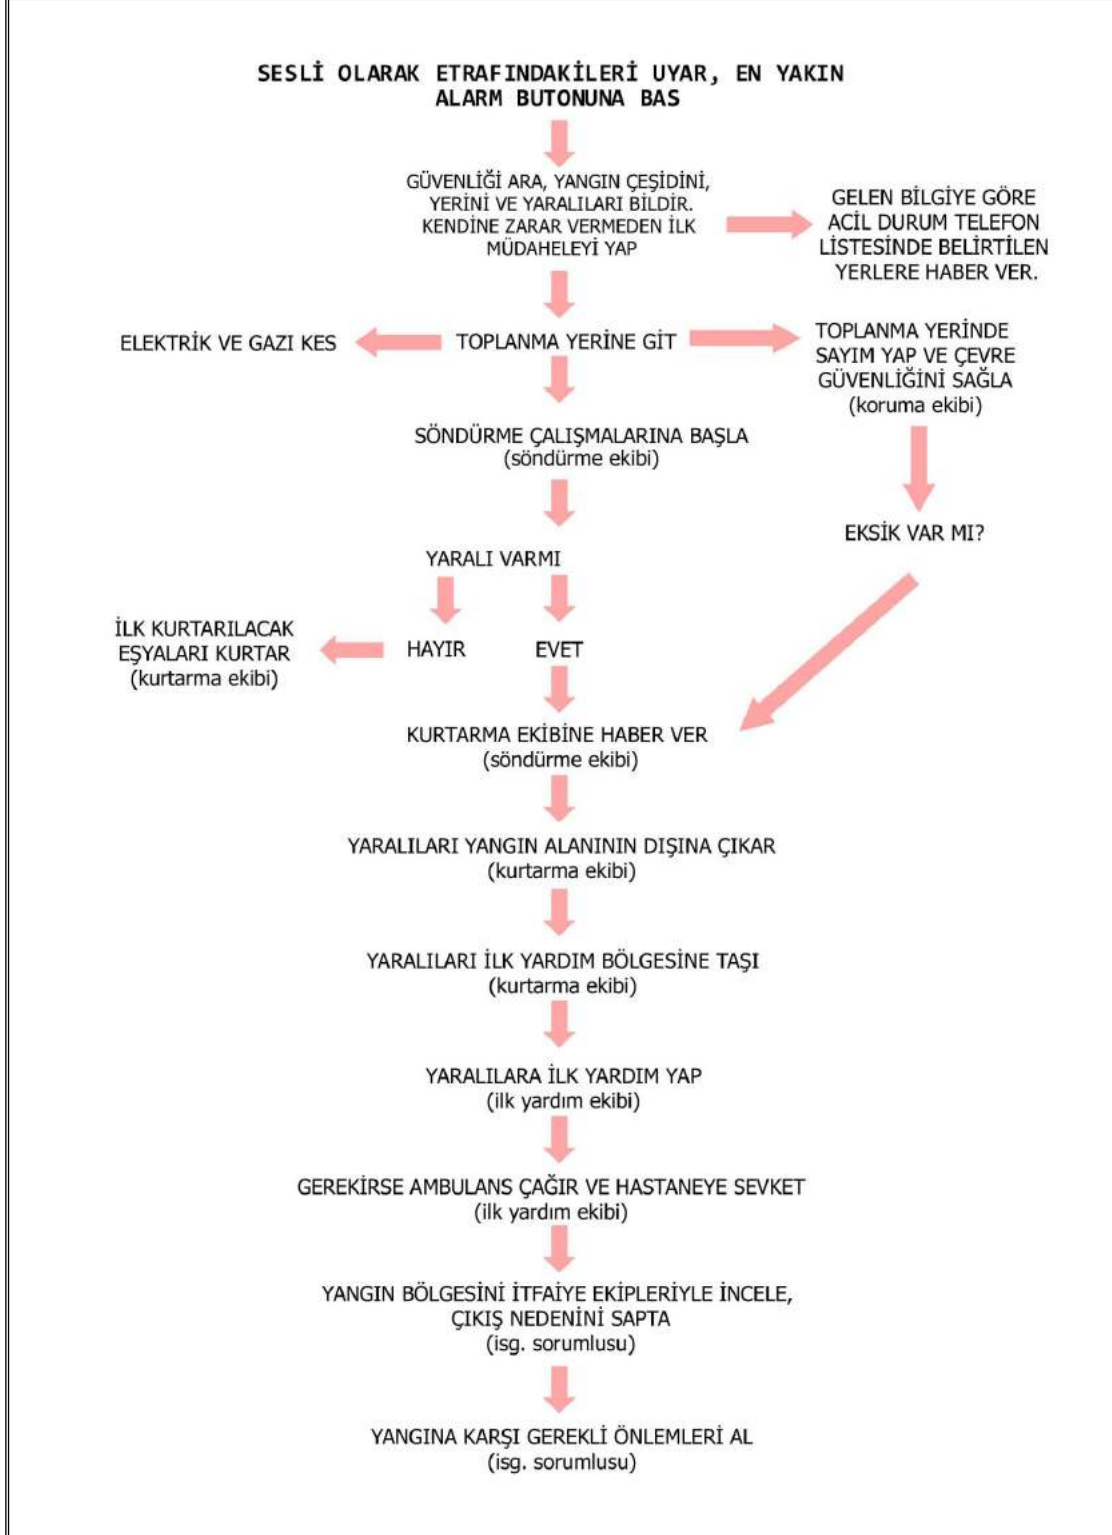 SESLİ OLARAK ETRAFINDAKİLERİ UYAR, EN YAKIN
ALARM BUTONUNA BAS
GÜVENLİĞİ ARA, YANGIN ÇEŞİDİNİ,
YERİNİ VE YARALILARI BİLDİR.
KENDİNE ZARAR VERMEDEN İLK
MÜDAHELEYİ YAP
GELEN BİLGİYE GÖRE
ACİL DURUM TELEFON
LİSTESİNDE BELİRTİLEN
YERLERE HABER VER.
ELEKTRİK VE GAZI KES
TOPLANMA YERİNE GİT
TOPLANMA YERİNDE
SAYIM YAP VE ÇEVRE
GÜVENLİĞİNİ SAĞLA
(koruma ekibi)
SÖNDÜRME ÇALIŞMALARINA BAŞLA
(söndürme ekibi)
EKSİK VAR MI?
YARALI VARMI
İLK KURTARILACAK
EŞYALARI KURTAR
(kurtarma ekibi)
HAYIR
EVET
KURTARMA EKİBİNE HABER VER
(söndürme ekibi)
YARALILARI YANGIN ALANININ DIŞINA ÇIKAR
(kurtarma ekibi)
YARALILARI İLK YARDIM BÖLGESİNE TAŞI
(kurtarma ekibi)
YARALILARA İLK YARDIM YAP
(ilk yardım ekibi)
GEREKİRSE AMBULANS ÇAĞIR VE HASTANEYE SEVKET
(ilk yardım ekibi)
YANGIN BÖLGESİNİ İTFAİYE EKİPLERİYLE İNCELE,
ÇIKIŞ NEDENİNİ SAPTA
(isg. sorumlusu)
YANGINA KARŞI GEREKLİ ÖNLEMLERİ AL
(isg. sorumlusu)